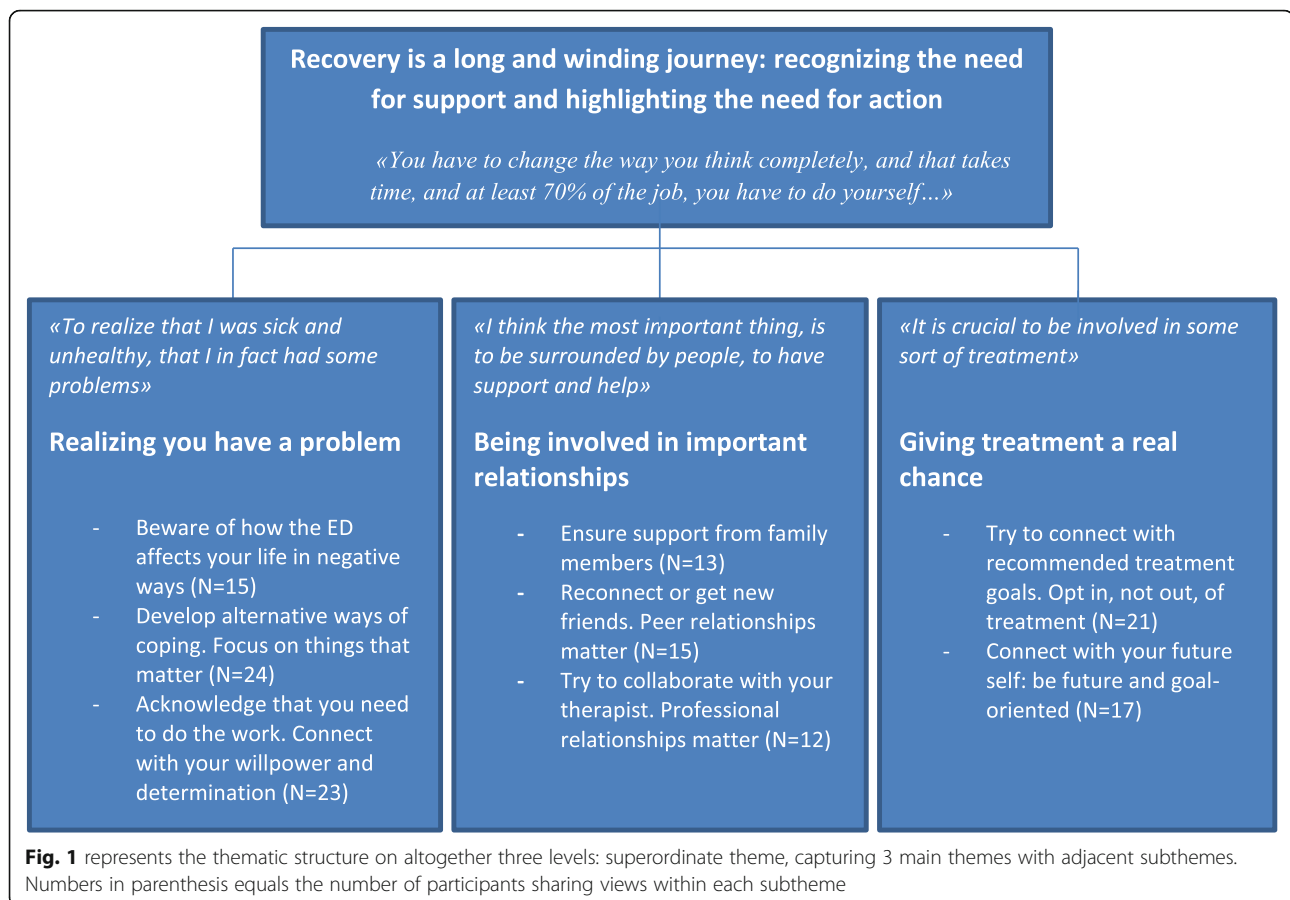 Recovery is a long and winding journey: recognizing the need
for support and highlighting the need for action
«You have to change the way you think completely, and that takes
time, and at least 70% of the job, you have to do yourself…»
«To realize that I was sick and
unhealthy, that I in fact had some
problems»
Realizing you have a problem
- Beware of how the ED
affects your life in negative
ways (N=15)
- Develop alternative ways of
coping. Focus on things that
matter (N=24)
- Acknowledge that you need
to do the work. Connect
with your willpower and
determination (N=23)
«I think the most important thing, is
to be surrounded by people, to have
support and help»
Being involved in important
relationships
- Ensure support from family
members (N=13)
- Reconnect or get new
friends. Peer relationships
matter (N=15)
- Try to collaborate with your
therapist. Professional
relationships matter (N=12)
«It is crucial to be involved in some
sort of treatment»
Giving treatment a real
chance
- Try to connect with
recommended treatment
goals. Opt in, not out, of
treatment (N=21)
- Connect with your future
self: be future and goal-
oriented (N=17)
Fig. 1 represents the thematic structure on altogether three levels: superordinate theme, capturing 3 main themes with adjacent subthemes.
Numbers in parenthesis equals the number of participants sharing views within each subtheme